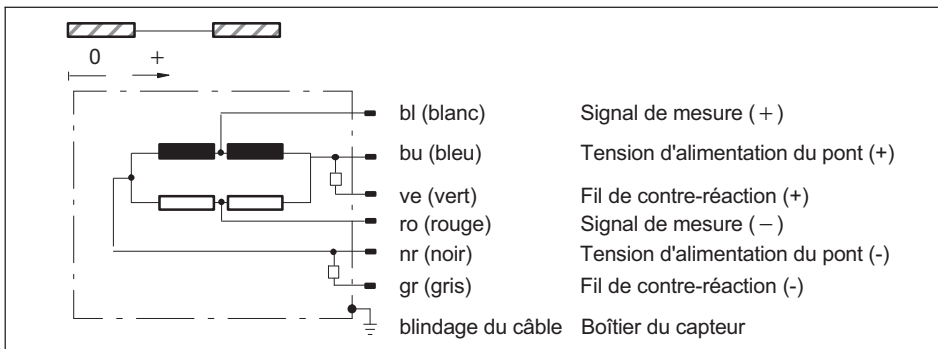 0 +
bl (blanc) Signal de mesure (+)
bu (bleu) Tension d'alimentation du pont (+)
ve (vert) Fil de contre-réaction (+)
ro (rouge) Signal de mesure (−)
nr (noir) Tension d'alimentation du pont (-)
gr (gris) Fil de contre-réaction (-)
blindage du câble Boîtier du capteur